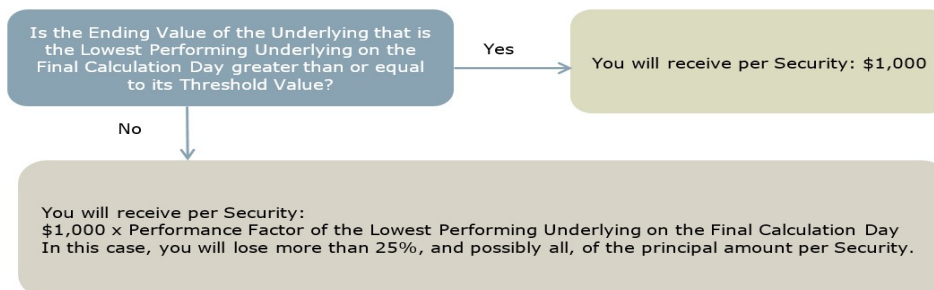 Is the Ending Value of the Underlying that is
the Lowest Performing Underlying on the
Final Calculation Day greater than or equal
to its Threshold Value?
Yes
You will receive per Security: $1,000
No
You will receive per Security:
$1,000 x Performance Factor of the Lowest Performing Underlying on the Final Calculation Day
In this case, you will lose more than 25%, and possibly all, of the principal amount per Security.